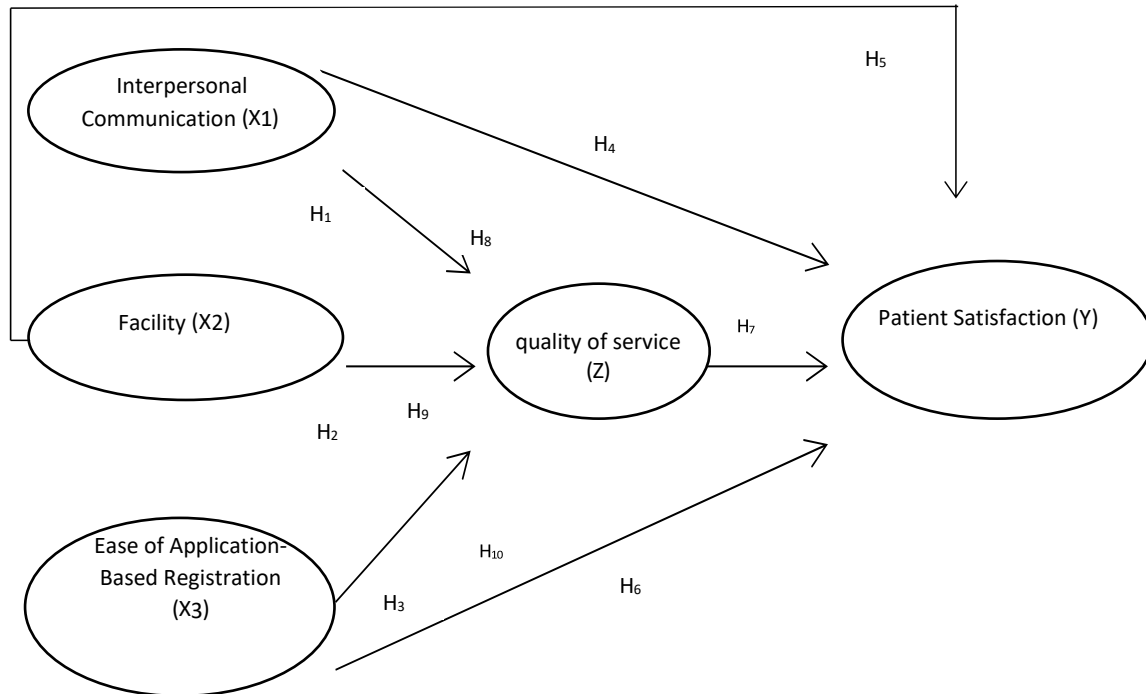 H₅
Interpersonal
Communication (X1)
H₄
H₁
H₈
Facility (X2)
Patient Satisfaction (Y)
H₇
quality of service
(Z)
H₉
H₂
Ease of Application-
Based Registration
(X3)
H₁₀
H₃
H₆